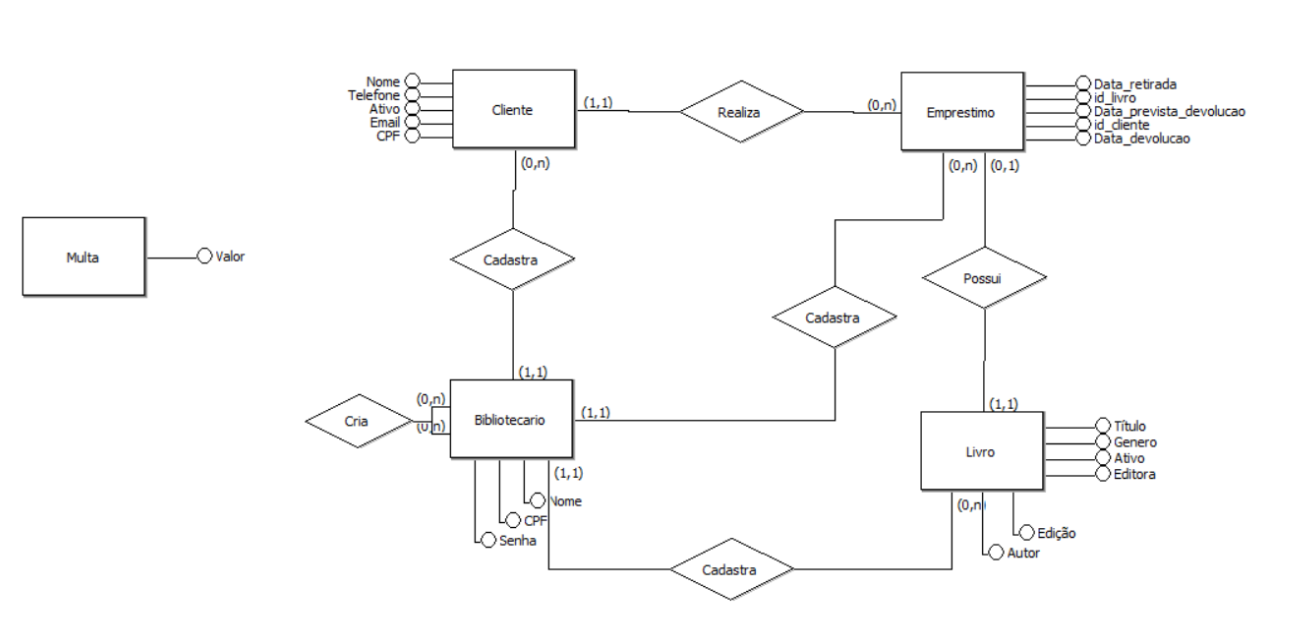 Nome
Telefone
Ativo
Email
CPF
Cliente
(1,1)
Realiza
(0,n)
Emprestimo
Data_retirada
id_livro
Data_prevista_devolucao
id_cliente
Data_devolucao
(0,n)
(0,n)
(0,1)
Multa
Valor
Cadastra
Possui
Cadastra
(1,1)
(0,n)
(0,n)
Cria
Bibliotecario
(1,1)
(1,1)
Título
Genero
Ativo
Editora
Livro
(1,1)
Nome
CPF
Senha
(0,n)
Edição
Autor
Cadastra